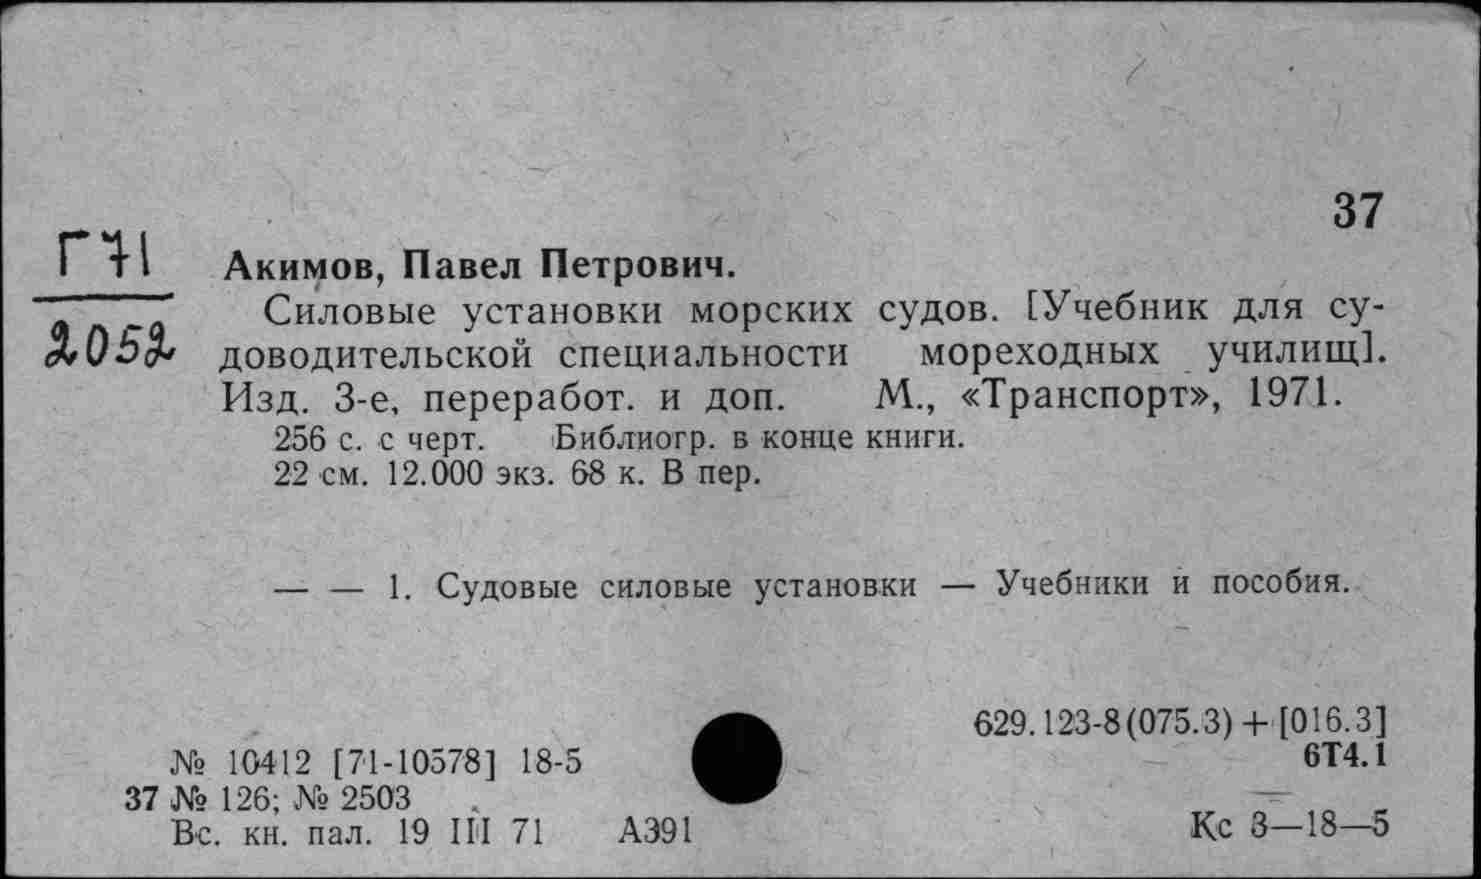 37
Г71
2052
Акимов, Павел Петрович.
Силовые установки морских судов. [Учебник для су-
доводительской специальности мореходных училищ].
Изд. 3-е, переработ. и доп. М., «Транспорт», 1971.
256 с. с черт. Библиогр. в конце книги.
22 см. 12.000 экз. 68 к. В пер.
— — 1. Судовые силовые установки — Учебники и пособия.
629.123-8(075.3) + [016.3]
6Т4.1
№ 10412 [71-10578] 18-5
37 № 126; № 2503
Вс. кн. пал. 19 III 71 А391
Кс 3—18—5